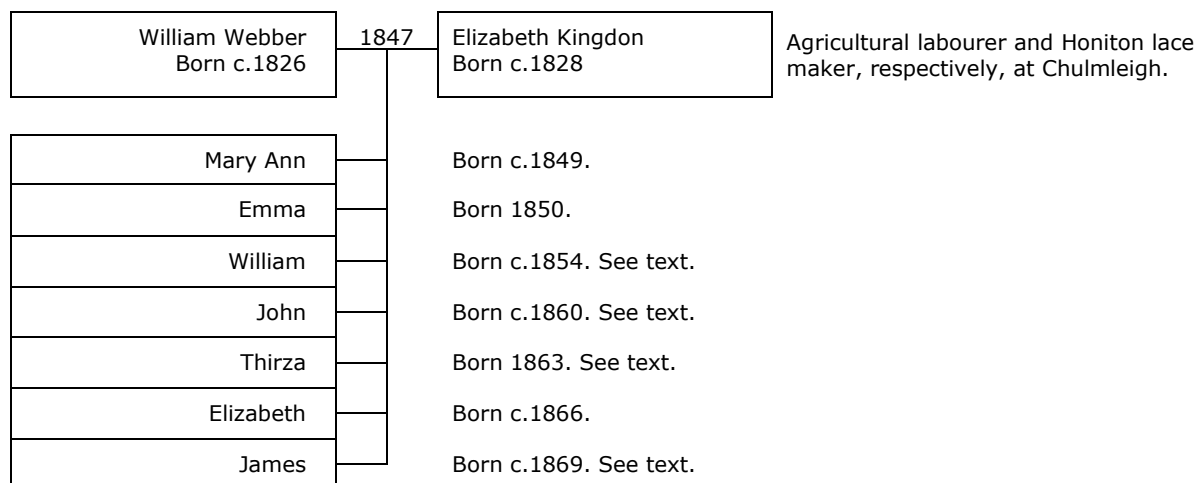 William Webber
Born c.1826
1847
Elizabeth Kingdon
Born c.1828
Agricultural labourer and Honiton lace
maker, respectively, at Chulmleigh.
Mary Ann
Born c.1849.
Emma
Born 1850.
William
Born c.1854. See text.
John
Born c.1860. See text.
Thirza
Born 1863. See text.
Elizabeth
Born c.1866.
James
Born c.1869. See text.